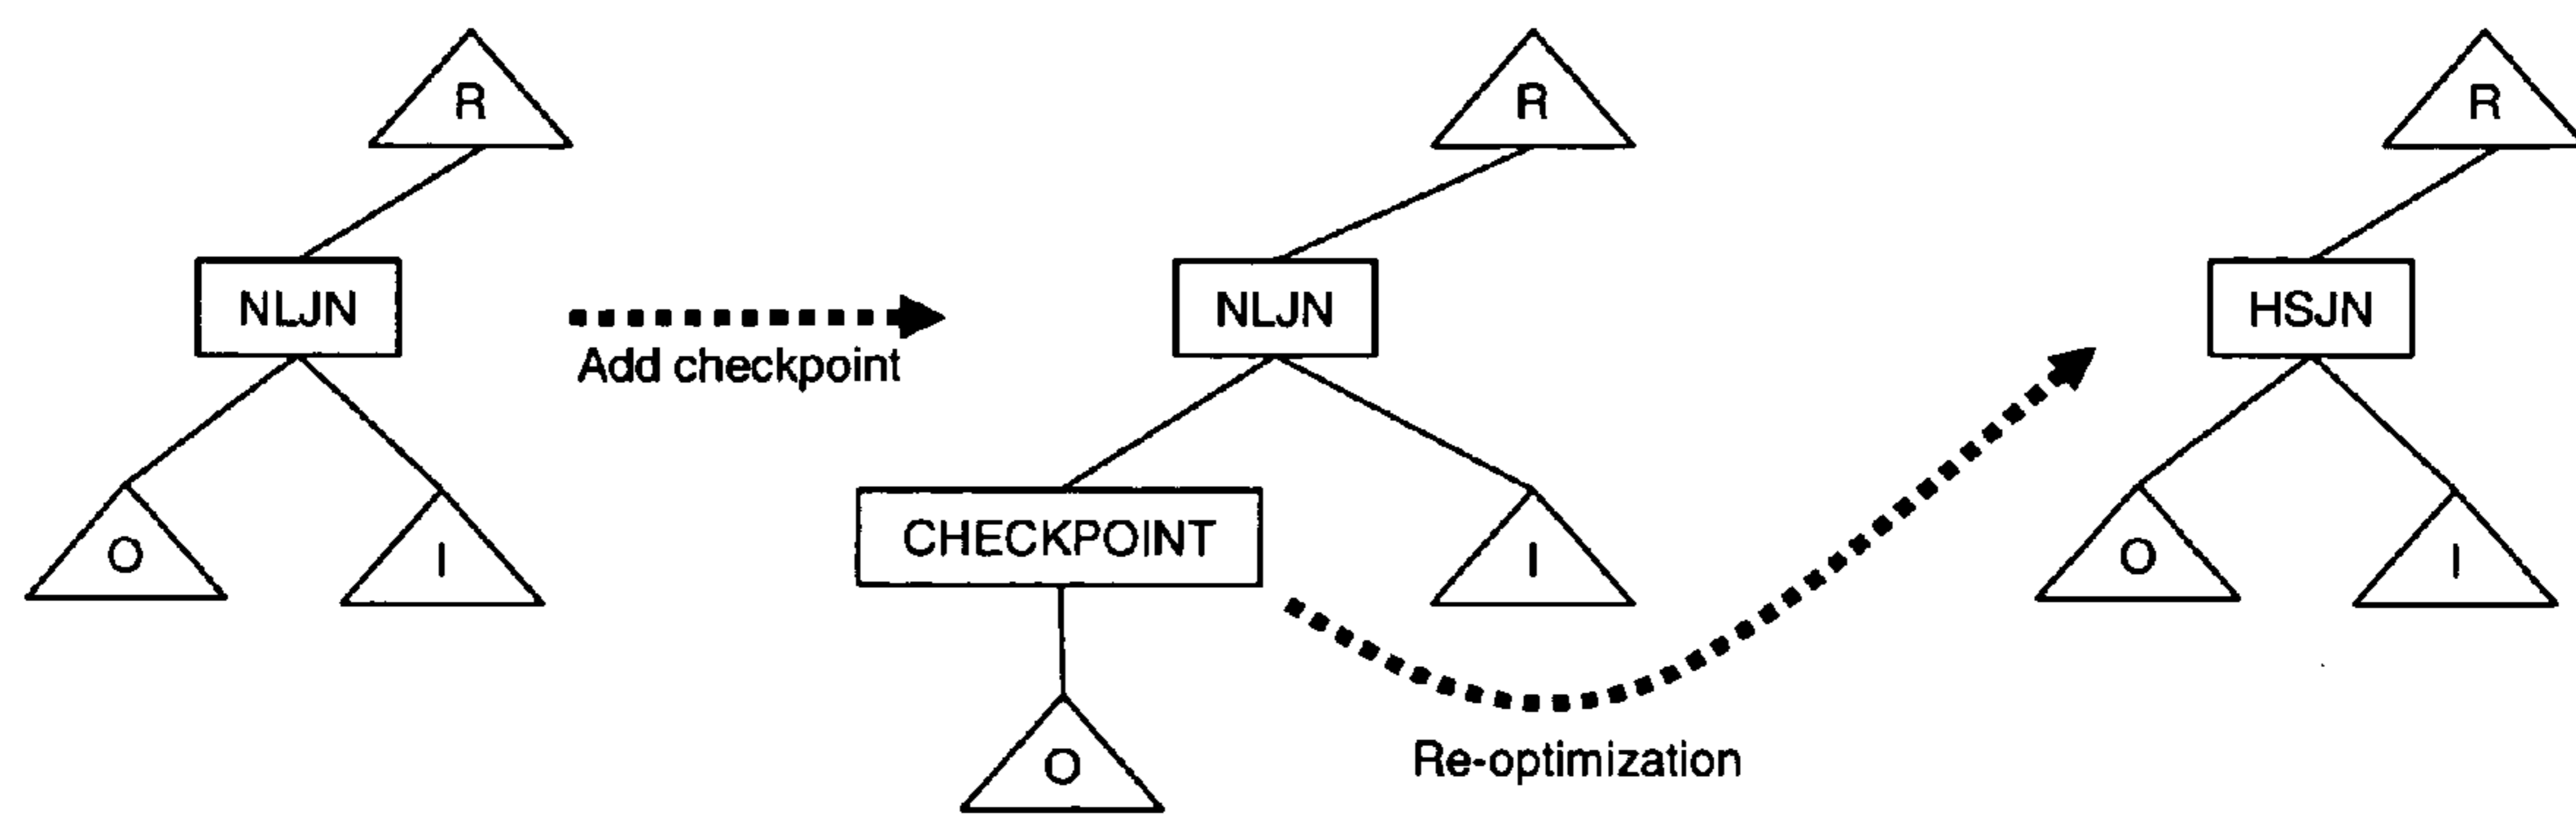 R
R
R
NLJN
NLJN
HSJN
Add checkpoint
CHECKPOINT
O
I
I
O
I
O
Re-optimization